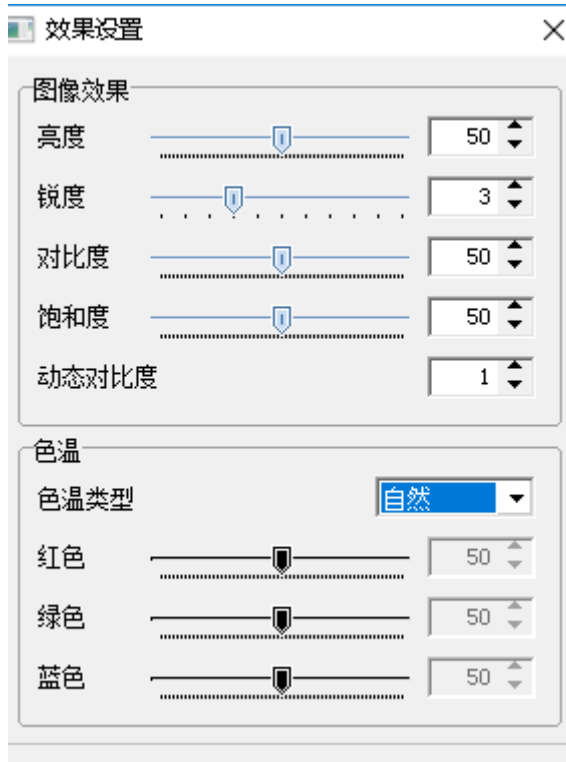 效果设置
图像效果
亮度 50
锐度 3
对比度 50
饱和度 50
动态对比度 1
色温
色温类型 自然
红色 50
绿色 50
蓝色 50